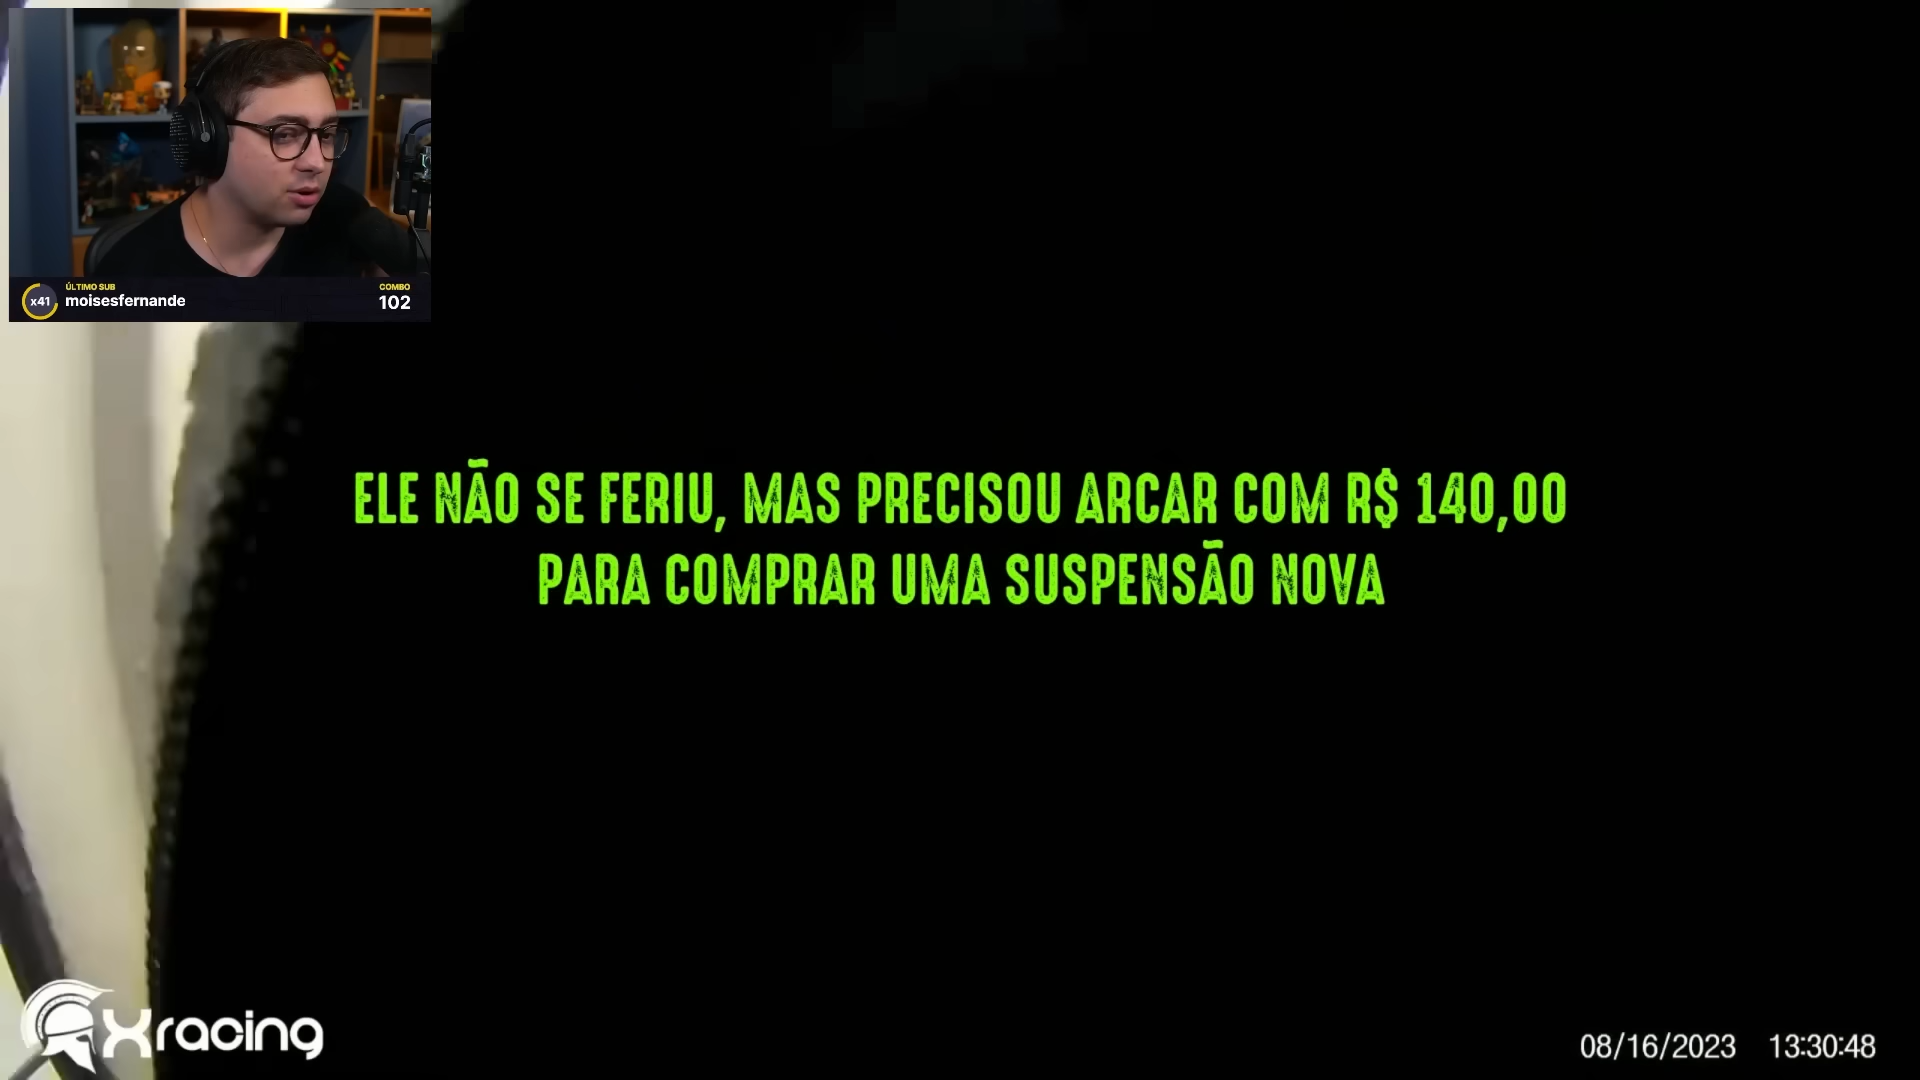 x41
ÚLTIMO SUB
moisesfernande
COMBO
102
ELE NÃO SE FERIU, MAS PRECISOU ARCAR COM R$ 140,00
PARA COMPRAR UMA SUSPENSÃO NOVA
Xracing
08/16/2023 13:30:48